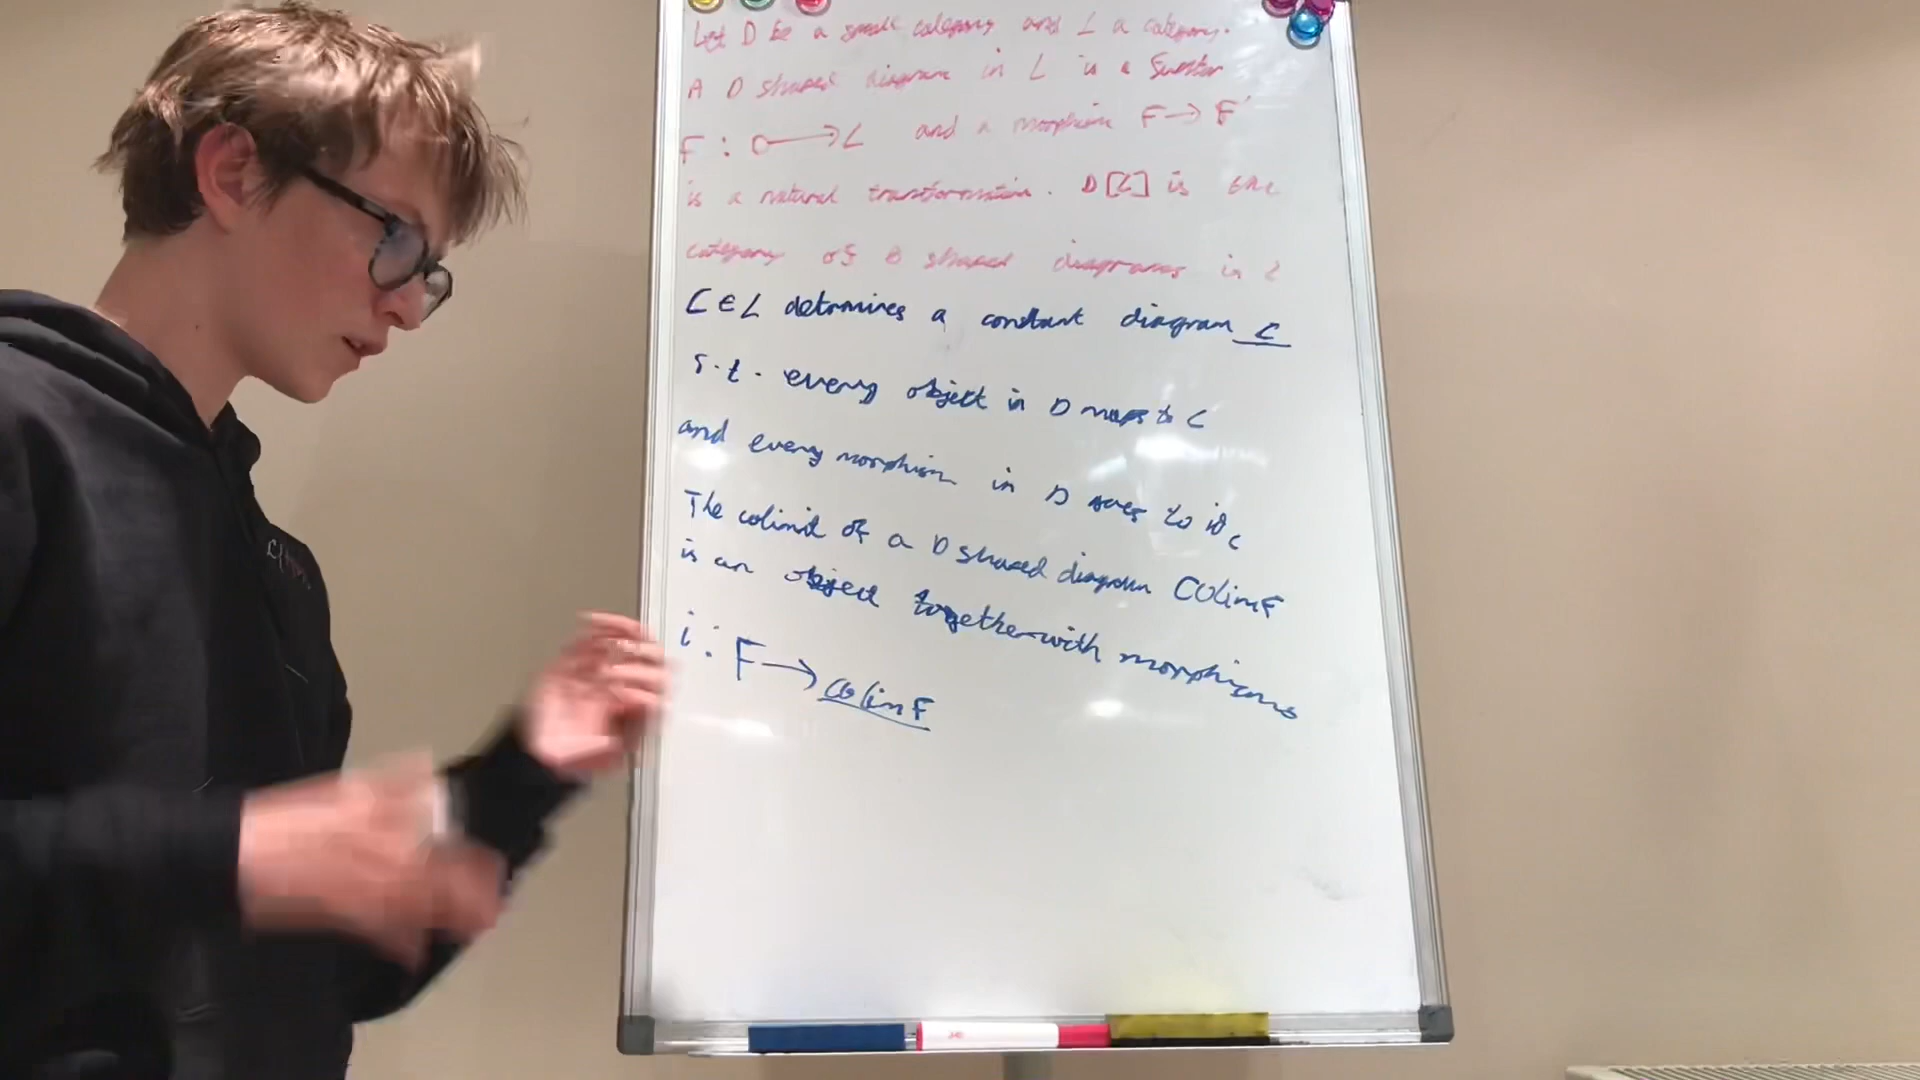 Let D be a small category and L a category.
A D shaped diagram in L is a functor
F : D → L and a morphism F → F'
is a natural transformation. D[L] is the
category of D shaped diagrams in L
C ∈ L determines a constant diagram C
s.t. every object in D maps to C
and every morphism in D to id_C
The colimit of a D shaped diagram colim F
is an object together with morphisms
i : F → colim F